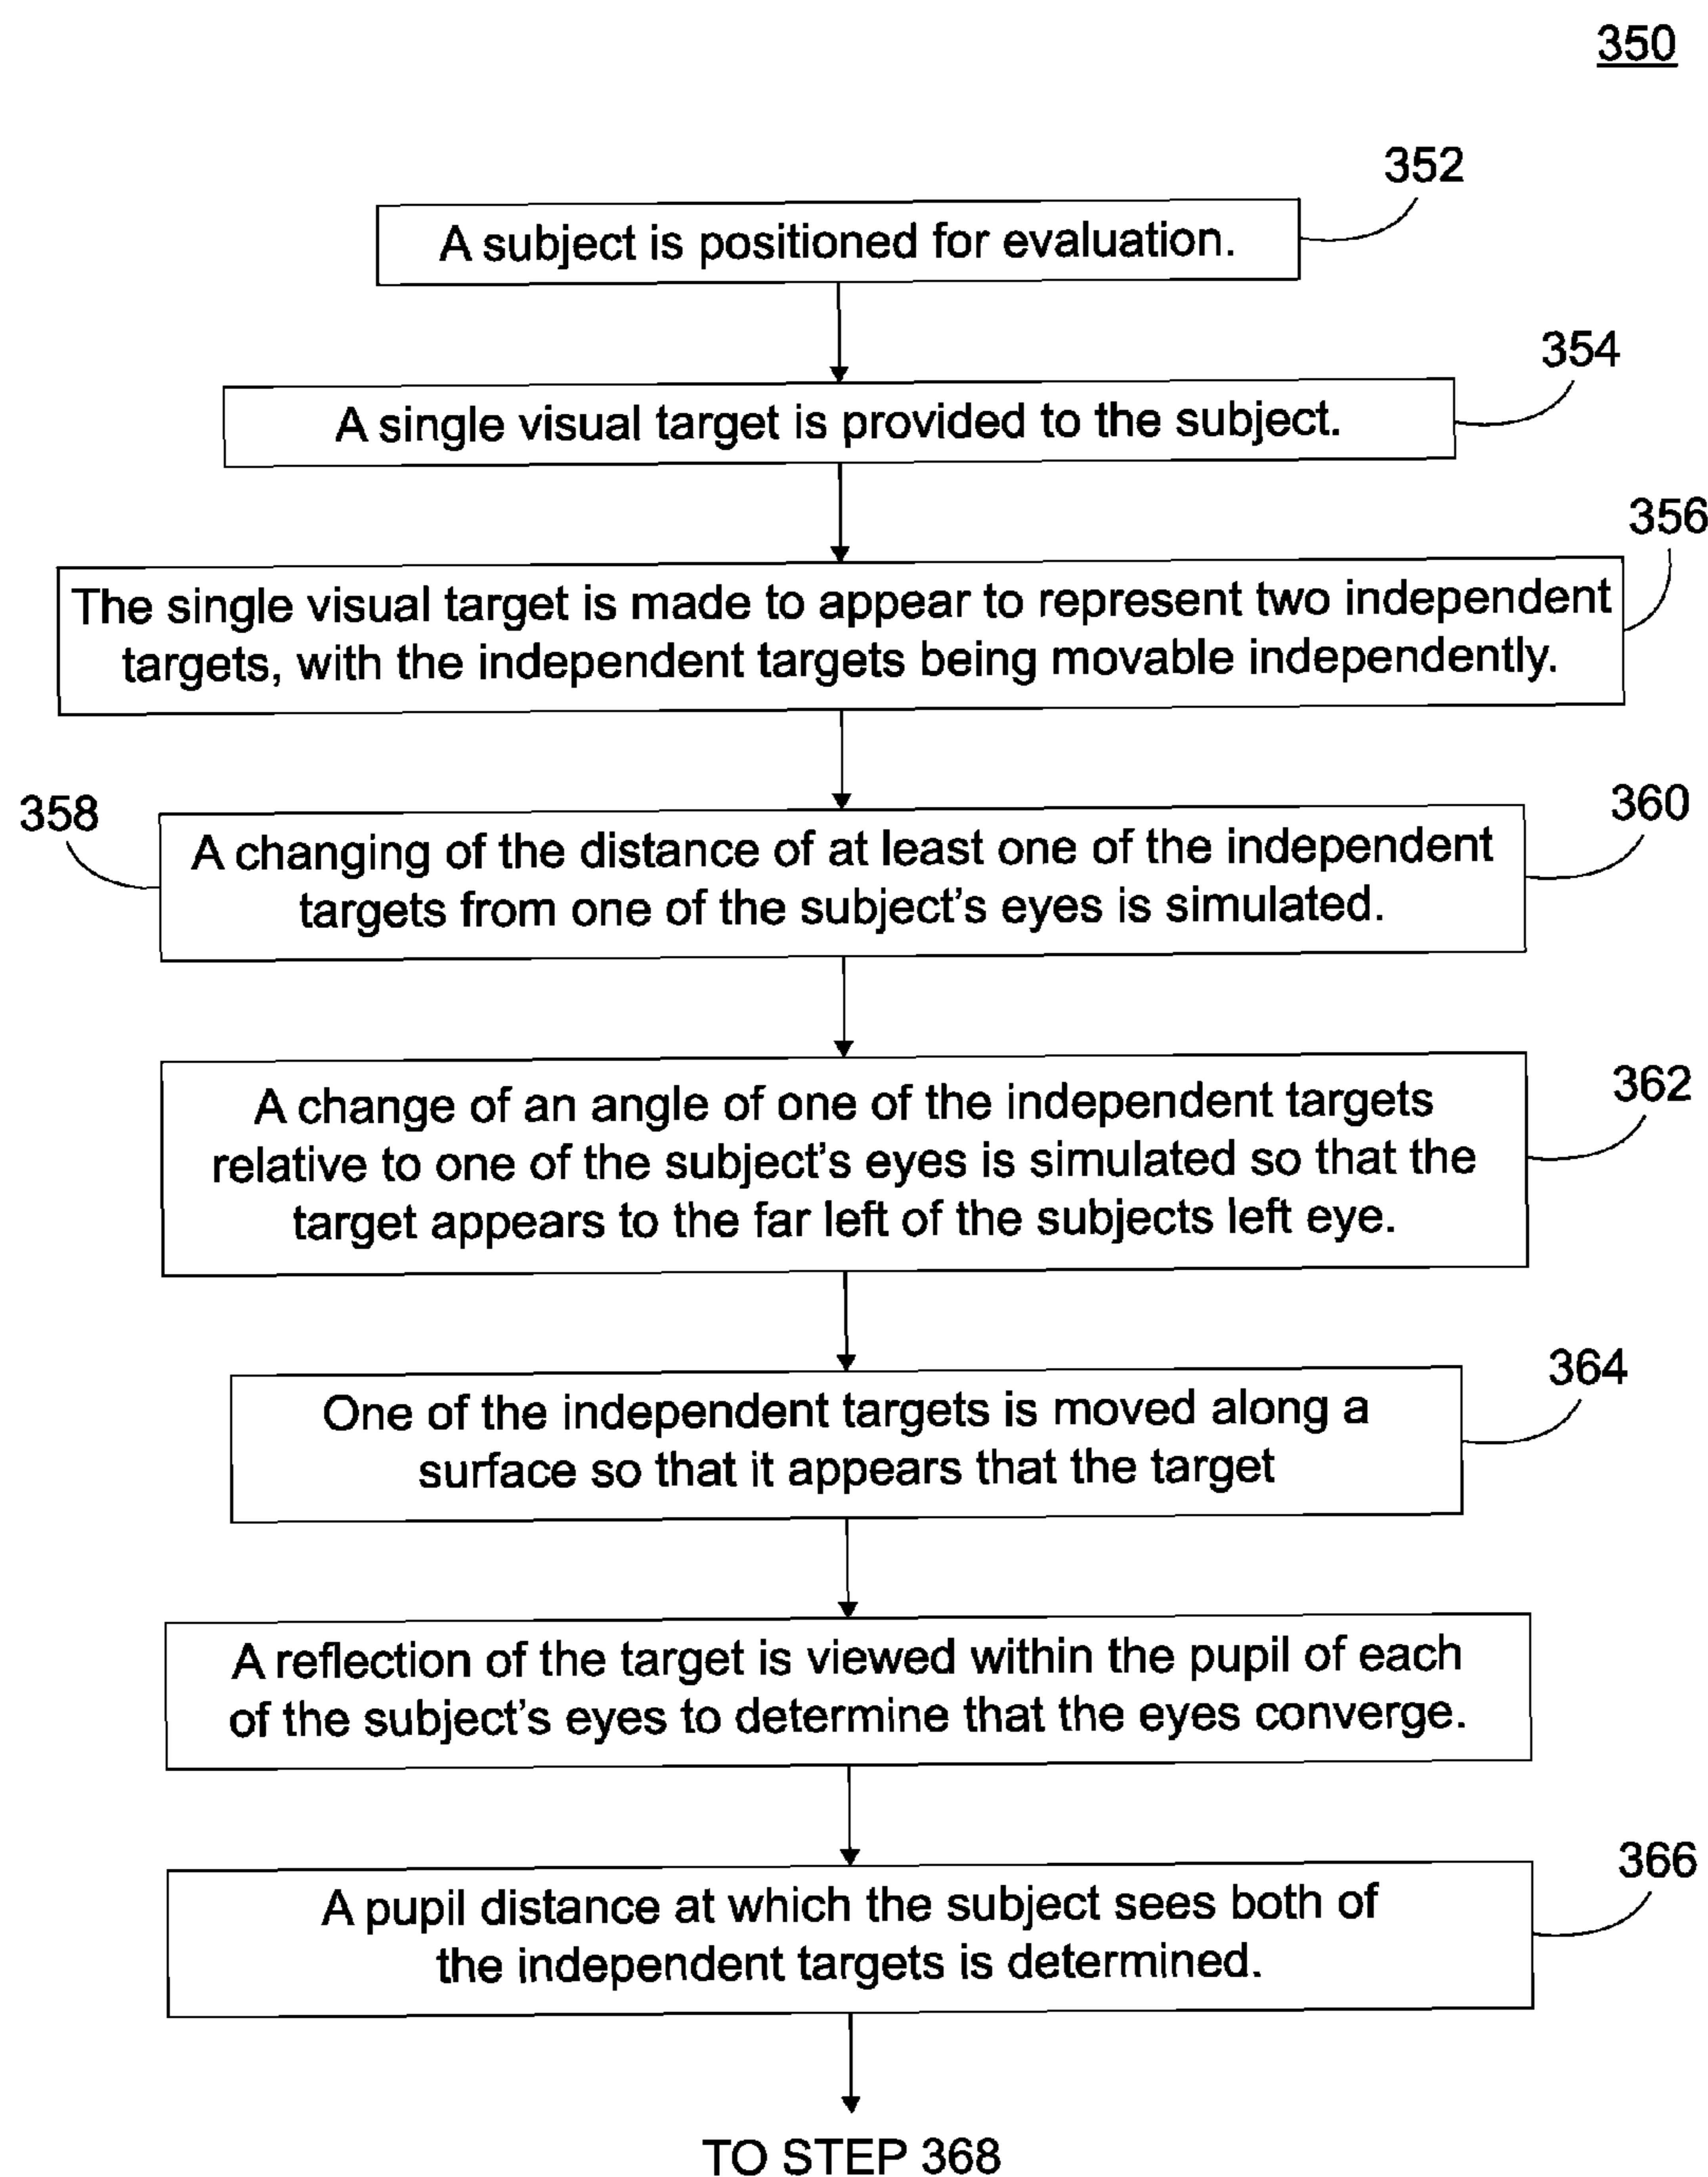 350
352
A subject is positioned for evaluation.
354
A single visual target is provided to the subject.
356
The single visual target is made to appear to represent two independent
targets, with the independent targets being movable independently.
358
360
A changing of the distance of at least one of the independent
targets from one of the subject's eyes is simulated.
362
A change of an angle of one of the independent targets
relative to one of the subject's eyes is simulated so that the
target appears to the far left of the subjects left eye.
364
One of the independent targets is moved along a
surface so that it appears that the target
A reflection of the target is viewed within the pupil of each
of the subject's eyes to determine that the eyes converge.
366
A pupil distance at which the subject sees both of
the independent targets is determined.
TO STEP 368